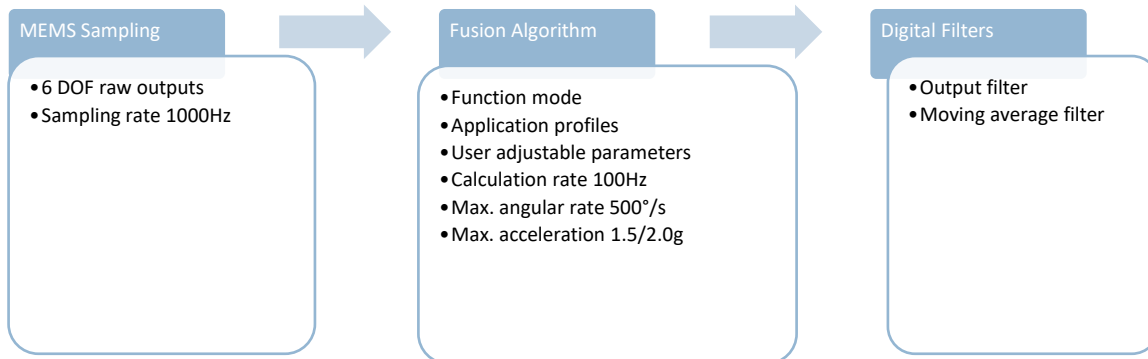 MEMS Sampling
•6 DOF raw outputs
•Sampling rate 1000Hz
Fusion Algorithm
•Function mode
•Application profiles
•User adjustable parameters
•Calculation rate 100Hz
•Max. angular rate 500°/s
•Max. acceleration 1.5/2.0g
Digital Filters
•Output filter
•Moving average filter